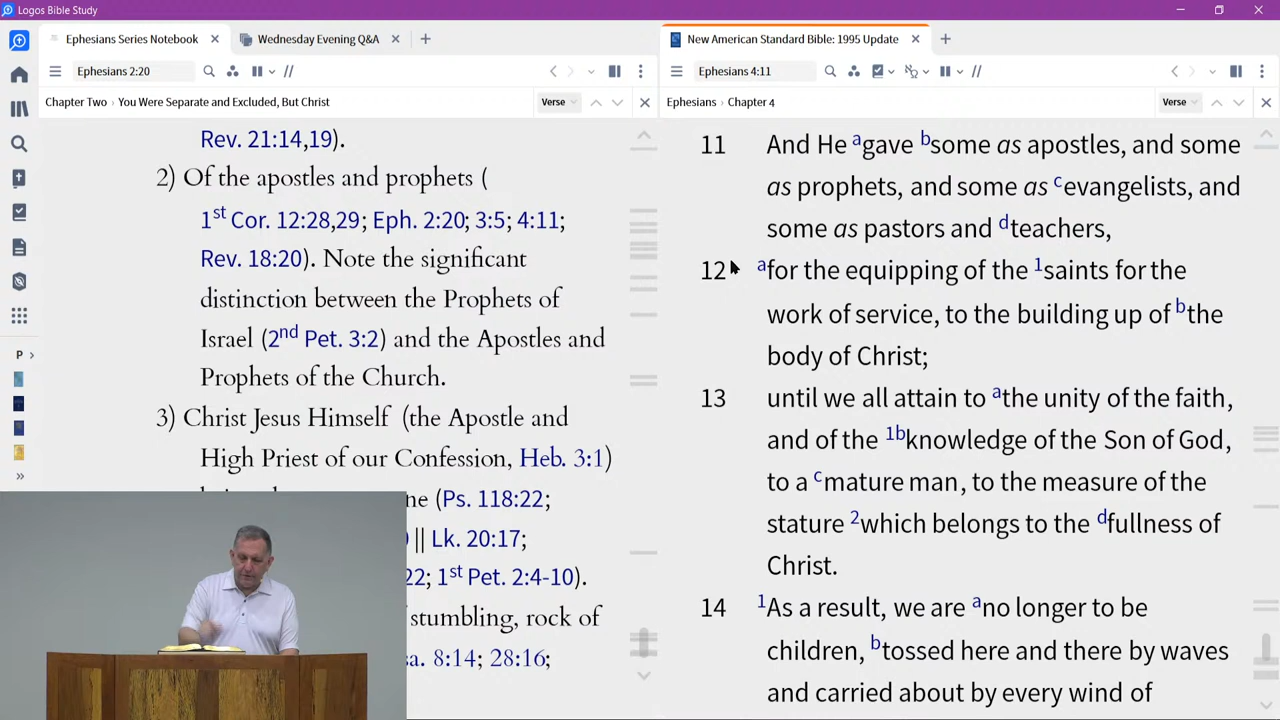 Logos Bible Study
Ephesians Series Notebook
Wednesday Evening Q&A
Ephesians 2:20
Chapter Two › You Were Separate and Excluded, But Christ
Verse
Rev. 21:14,19).
2) Of the apostles and prophets (
1st Cor. 12:28,29; Eph. 2:20; 3:5; 4:11;
Rev. 18:20). Note the significant
distinction between the Prophets of
Israel (2nd Pet. 3:2) and the Apostles and
Prophets of the Church.
3) Christ Jesus Himself (the Apostle and
High Priest of our Confession, Heb. 3:1)
ne (Ps. 118:22;
|| Lk. 20:17;
22; 1st Pet. 2:4-10).
stumbling, rock of
sa. 8:14; 28:16;
P
New American Standard Bible: 1995 Update
Ephesians 4:11
Ephesians › Chapter 4
Verse
11 And He agave bsome as apostles, and some
as prophets, and some as cevangelists, and
some as pastors and dteachers,
12 afor the equipping of the 1saints for the
work of service, to the building up of bthe
body of Christ;
13 until we all attain to athe unity of the faith,
and of the 1bknowledge of the Son of God,
to a cmature man, to the measure of the
stature 2which belongs to the dfullness of
Christ.
14 1As a result, we are ano longer to be
children, btossed here and there by waves
and carried about by every wind of